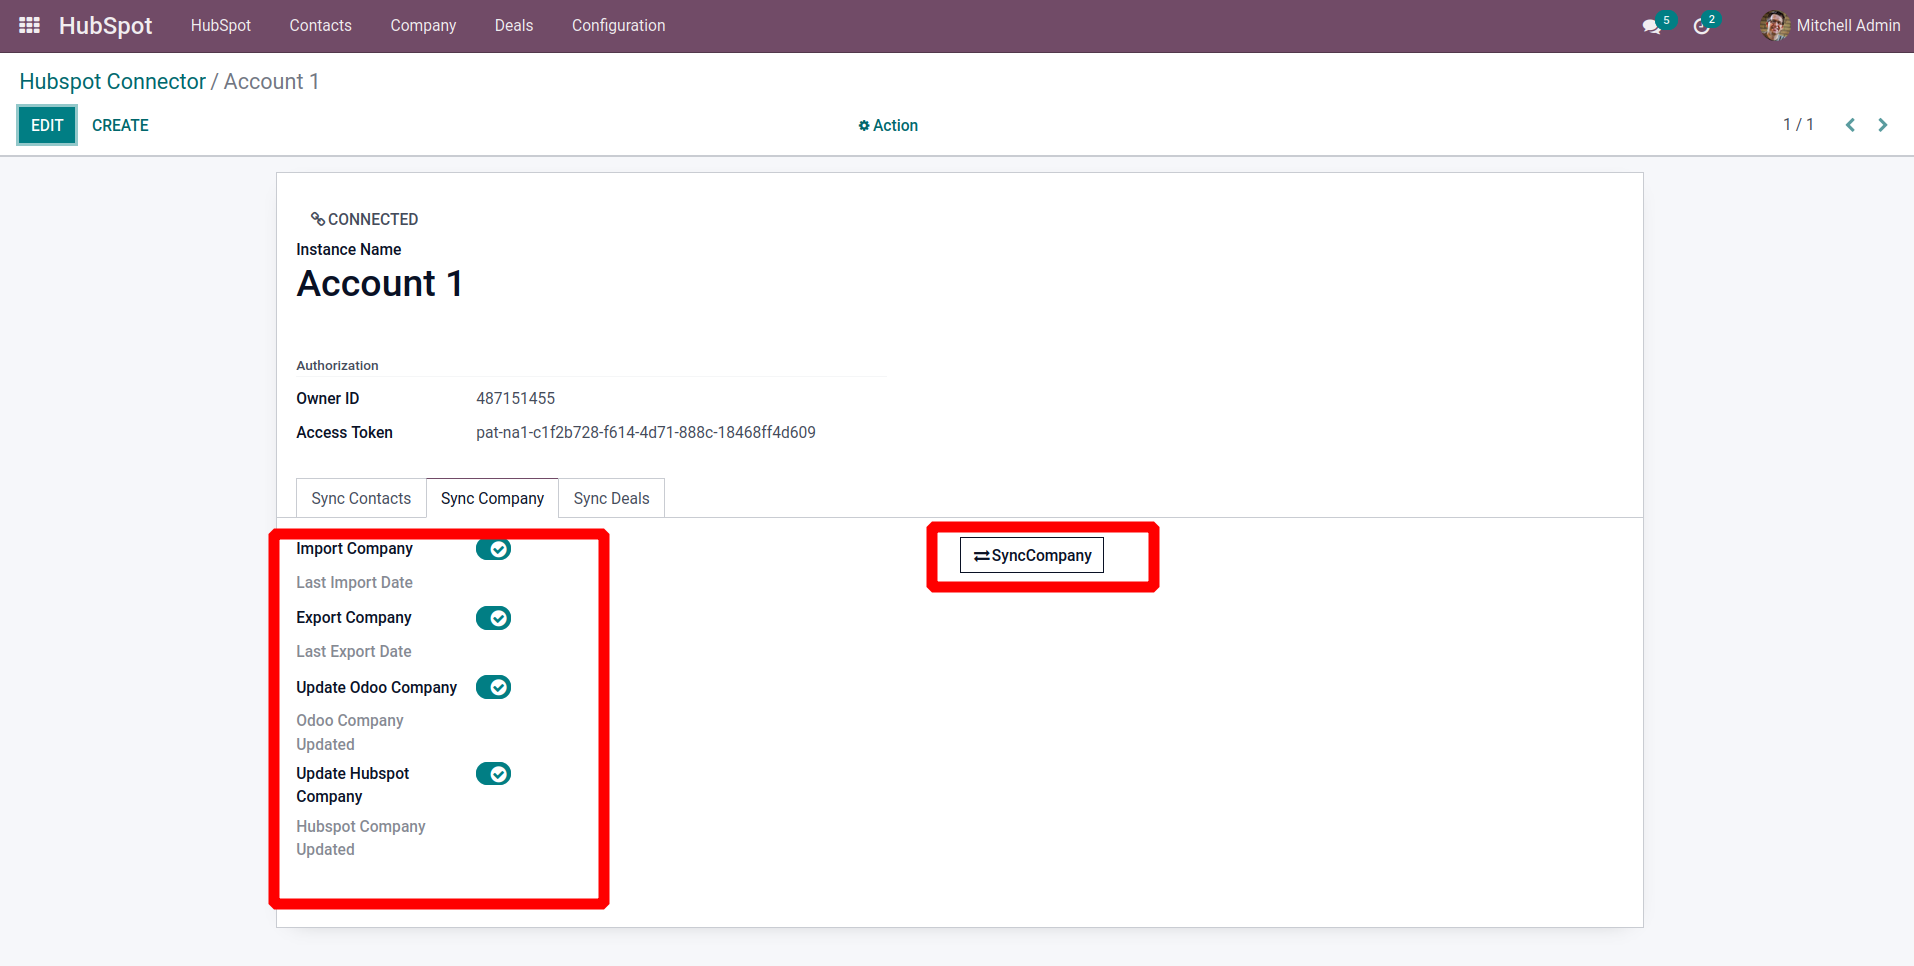 HubSpot HubSpot Contacts Company Deals Configuration 5 2 Mitchell Admin
Hubspot Connector / Account 1
EDIT CREATE Action 1 / 1
CONNECTED
Instance Name
Account 1
Authorization
Owner ID 487151455
Access Token pat-na1-c1f2b728-f614-4d71-888c-18468ff4d609
Sync Contacts Sync Company Sync Deals
Import Company SyncCompany
Last Import Date
Export Company
Last Export Date
Update Odoo Company
Odoo Company
Updated
Update Hubspot
Company
Hubspot Company
Updated